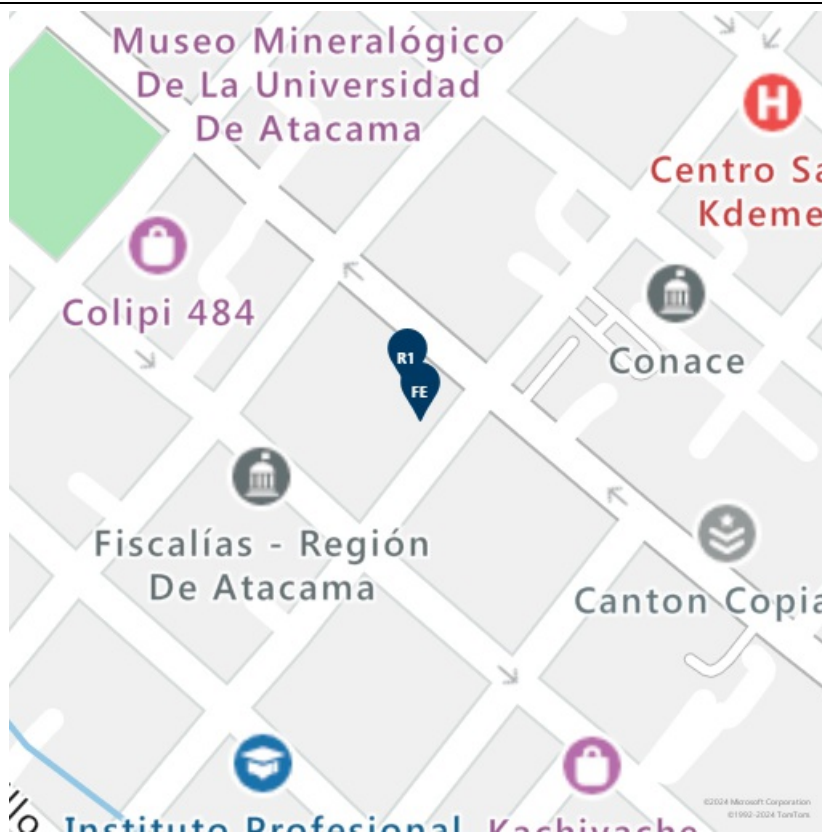 Museo Mineralógico
De La Universidad
De Atacama
H
Centro Sa
Kdeme
Colipi 484
Conace
R1
FE
Fiscalías - Región
De Atacama
Canton Copia
Instituto Profesional
Kachivache
llo
©2024 Microsoft Corporation
©1992-2024 TomTom